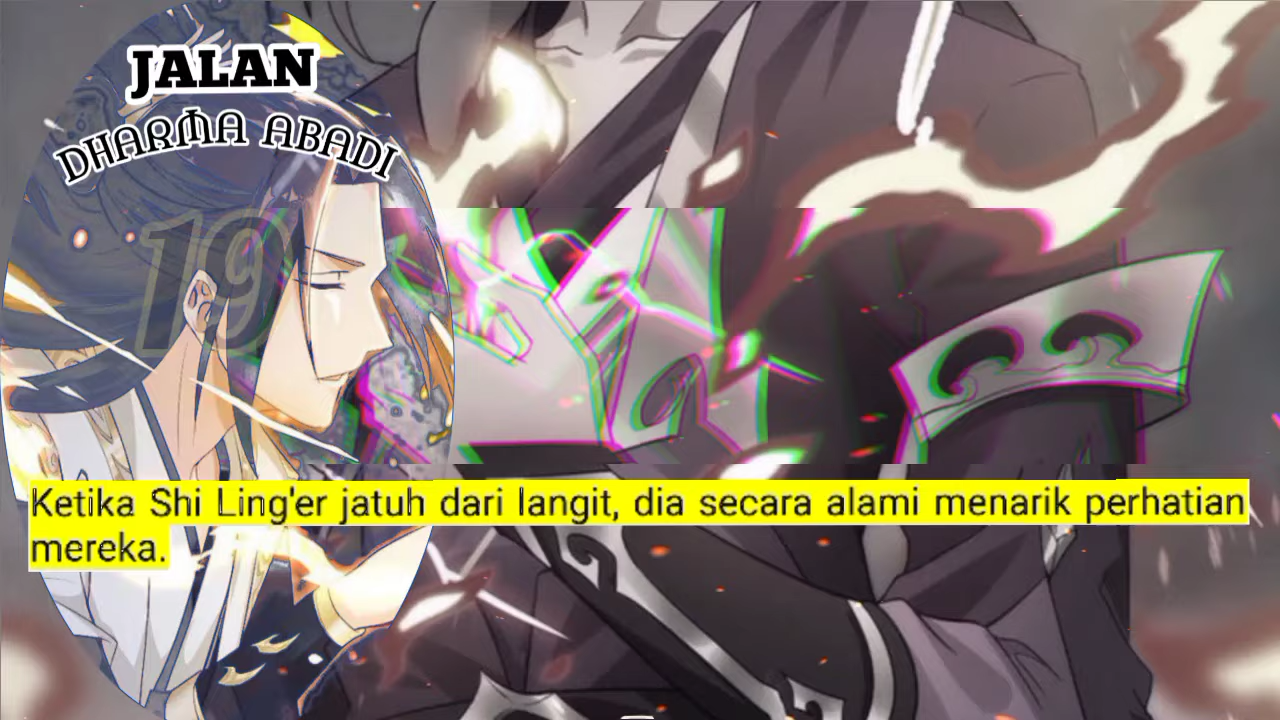 JALAN
DHARMA ABADI
19
Ketika Shi Ling'er jatuh dari langit, dia secara alami menarik perhatian
mereka.